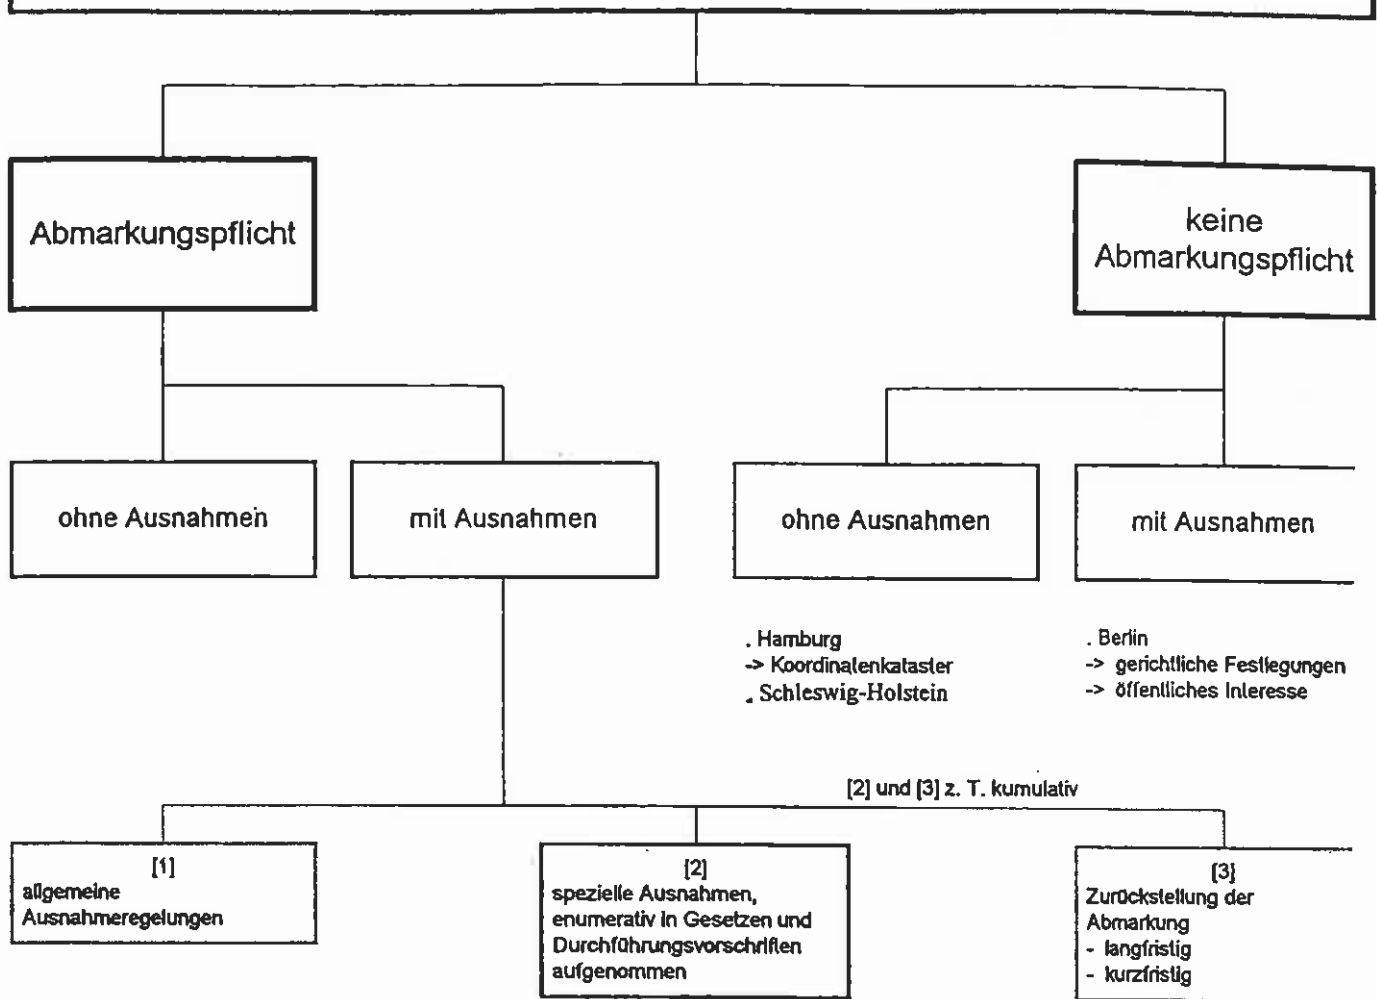 Abmarkungspflicht
keine
Abmarkungspflicht
ohne Ausnahmen
mit Ausnahmen
ohne Ausnahmen
mit Ausnahmen
. Hamburg
-> Koordinatenkataster
. Schleswig-Holstein
. Berlin
-> gerichtliche Festlegungen
-> öffentliches Interesse
[2] und [3] z. T. kumulativ
[1]
allgemeine
Ausnahmeregelungen
[2]
spezielle Ausnahmen,
enumerativ in Gesetzen und
Durchführungsvorschriften
aufgenommen
[3]
Zurückstellung der
Abmarkung
- langfristig
- kurzfristig